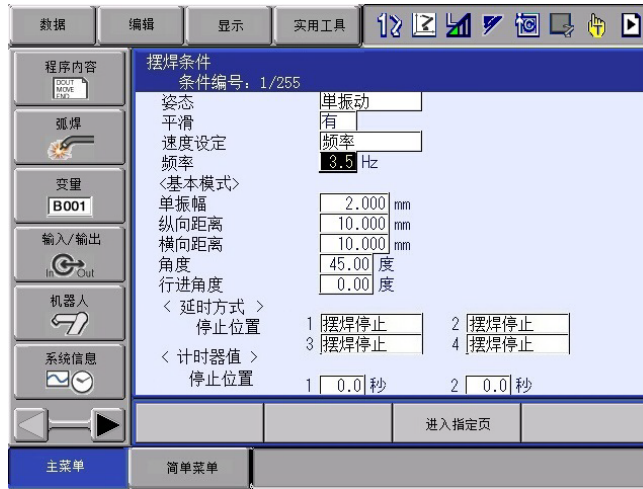 数据 编辑 显示 实用工具
程序内容
DOUT
MOVE
END
弧焊
变量
B001
输入/输出
In Out
机器人
系统信息
摆焊条件
条件编号: 1/255
姿态 单振动
平滑 有
速度设定 频率
频率 3.5 Hz
<基本模式>
单振幅 2.000 mm
纵向距离 10.000 mm
横向距离 10.000 mm
角度 45.00 度
行进角度 0.00 度
< 延时方式 >
停止位置 1 摆焊停止 2 摆焊停止
3 摆焊停止 4 摆焊停止
< 计时器值 >
停止位置 1 0.0 秒 2 0.0 秒
进入指定页
主菜单 简单菜单